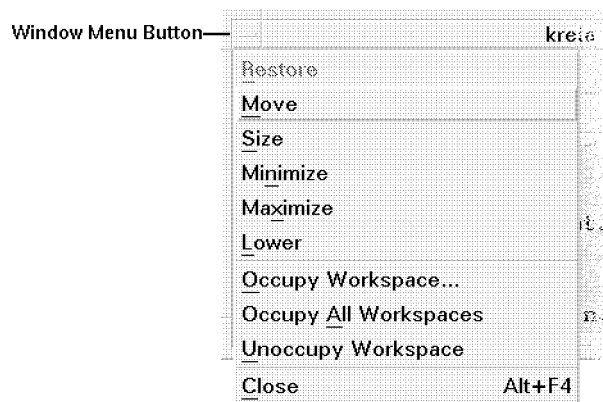 Window Menu Button
Restore
Move
Size
Minimize
Maximize
Lower
Occupy Workspace...
Occupy All Workspaces
Unoccupy Workspace
Close Alt+F4